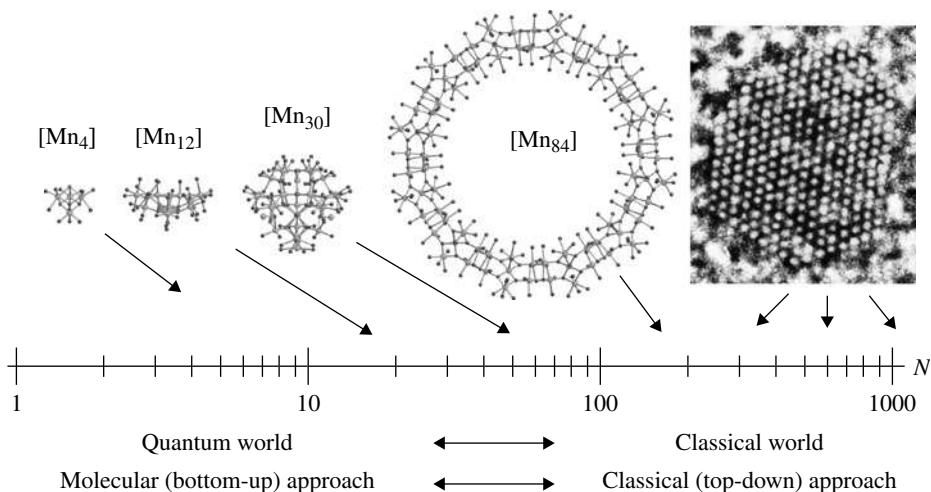 [Mn₄]
[Mn₁₂]
[Mn₃₀]
[Mn₈₄]
N
1
10
100
1000
Quantum world
Classical world
Molecular (bottom-up) approach
Classical (top-down) approach